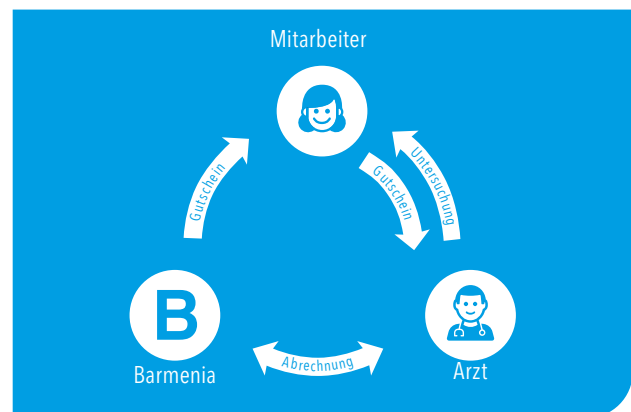 Mitarbeiter
Gutschein
Gutschein
Untersuchung
B
Barmenia
Abrechnung
Arzt